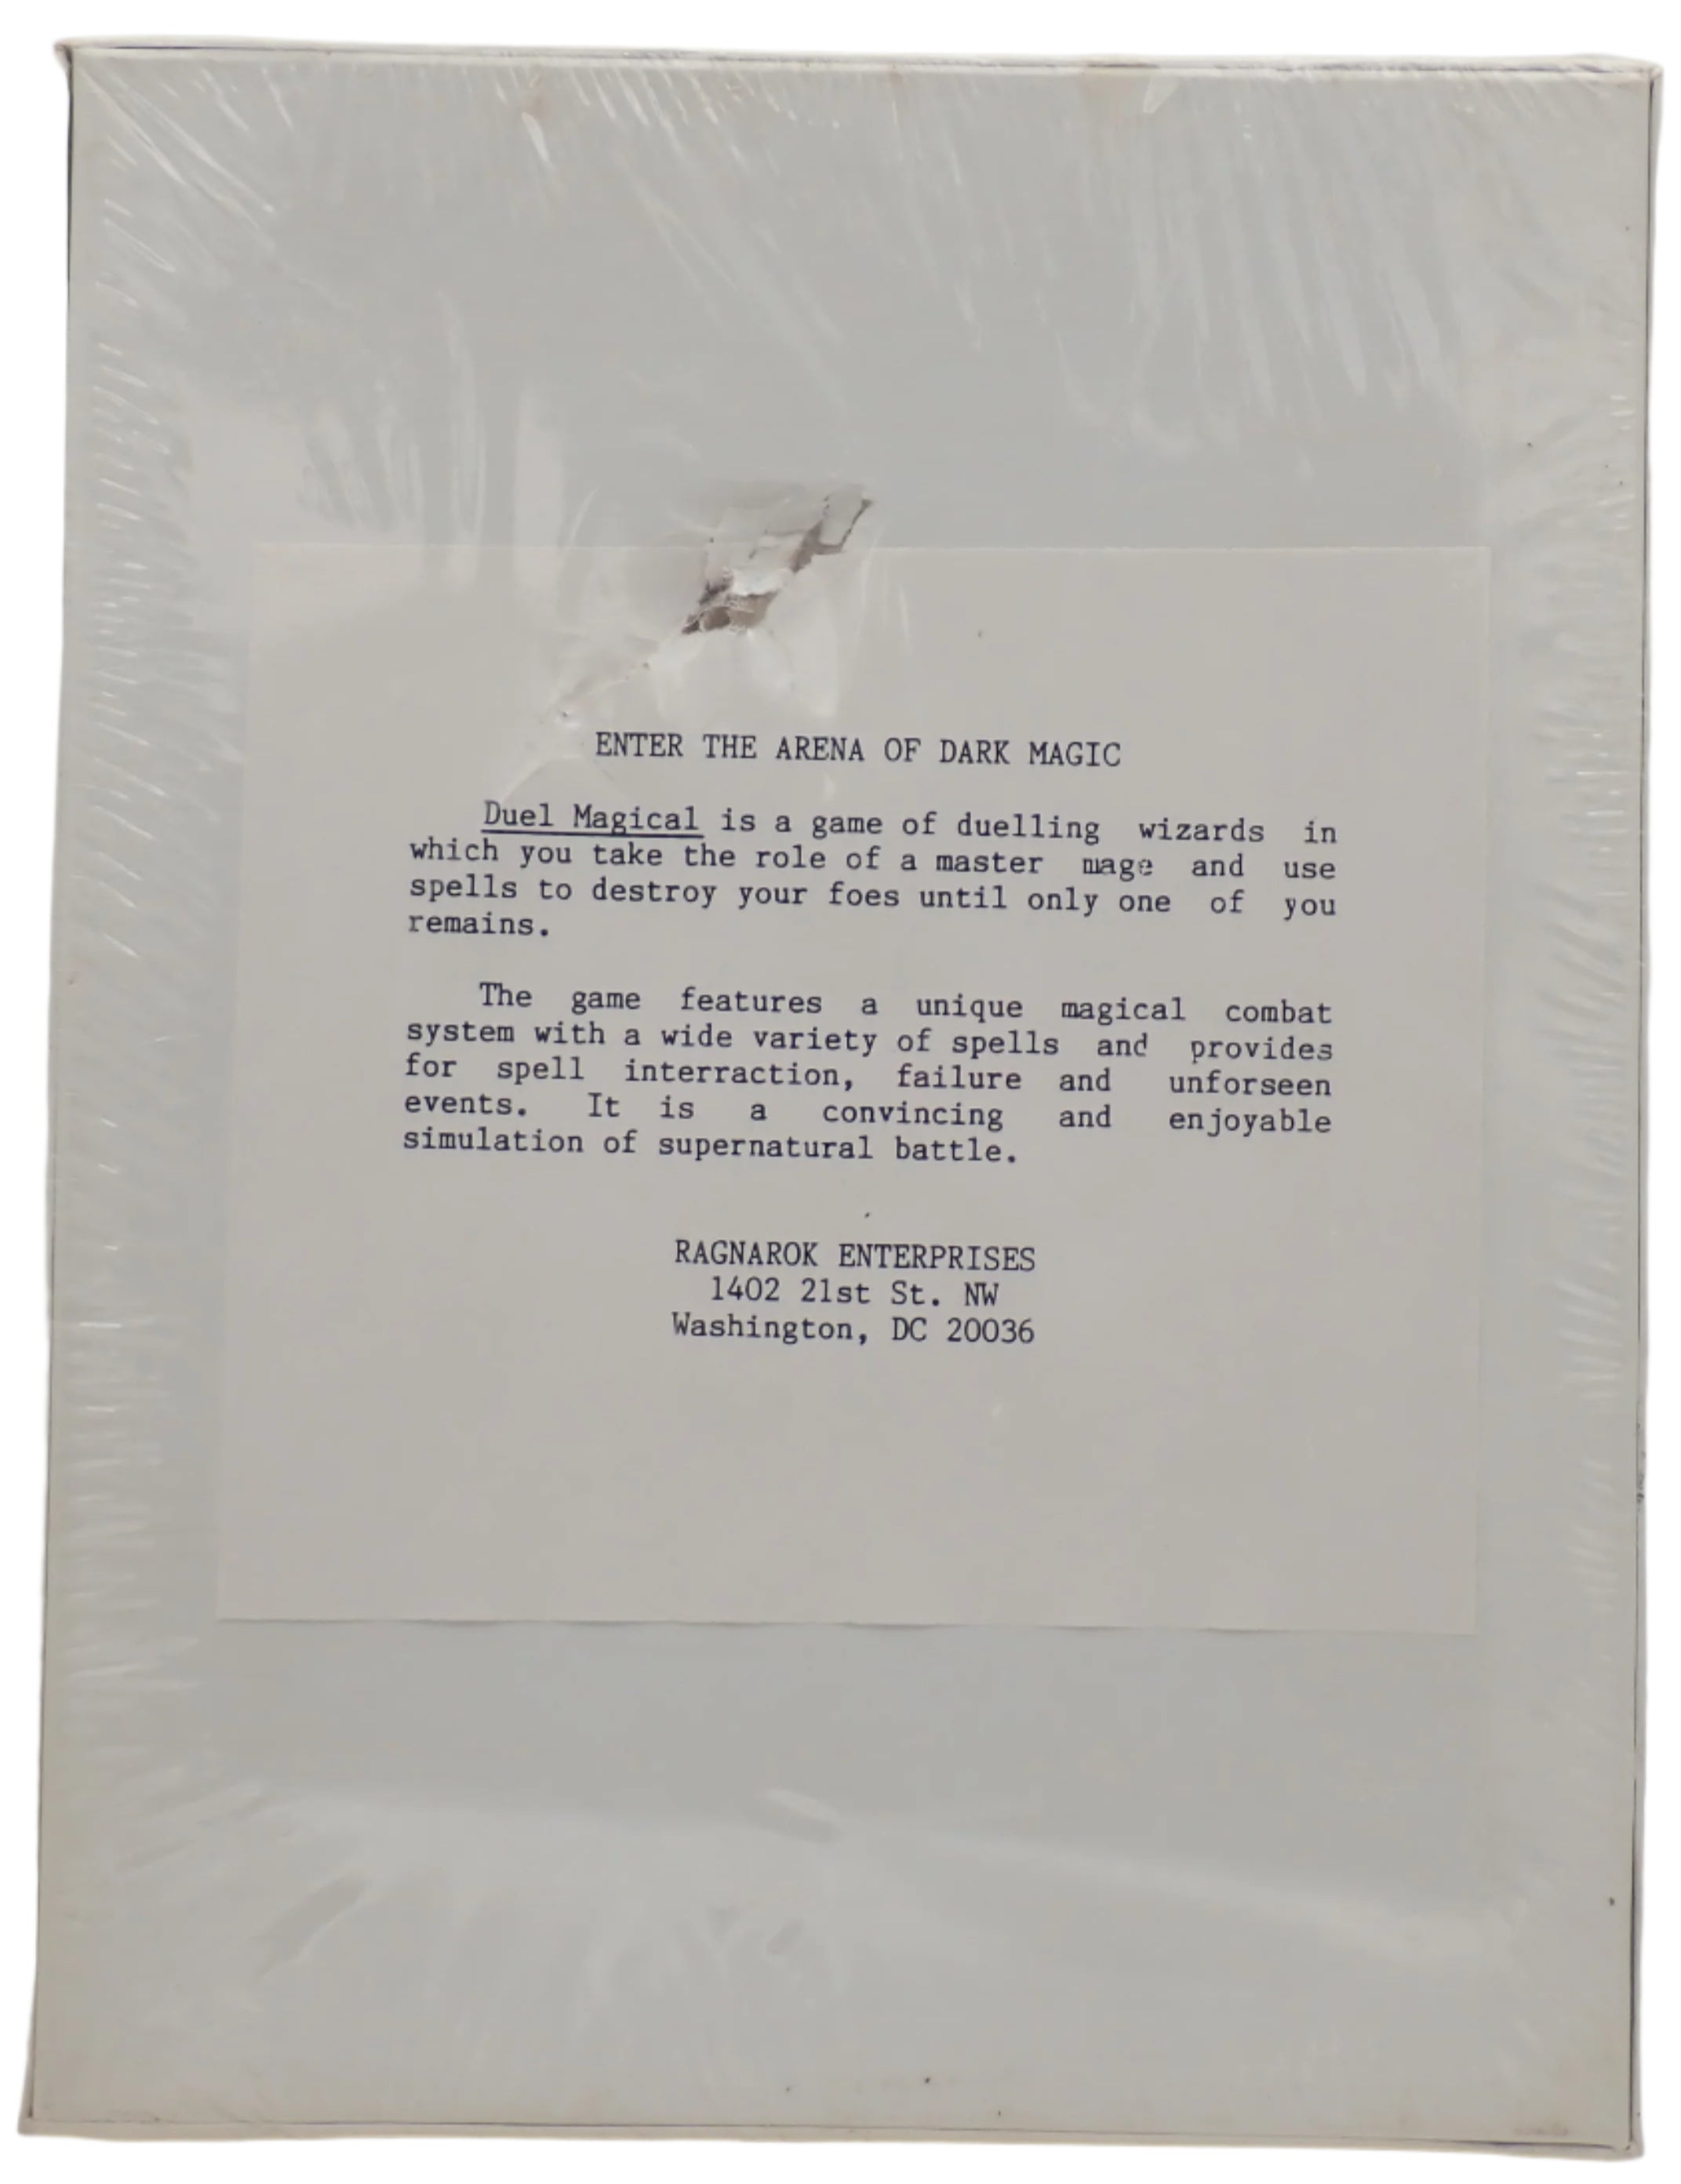 ENTER THE ARENA OF DARK MAGIC
Duel Magical is a game of duelling wizards in
which you take the role of a master mage and use
spells to destroy your foes until only one of you
remains.
The game features a unique magical combat
system with a wide variety of spells and provides
for spell interraction, failure and unforseen
events. It is a convincing and enjoyable
simulation of supernatural battle.
RAGNAROK ENTERPRISES
1402 21st St. NW
Washington, DC 20036